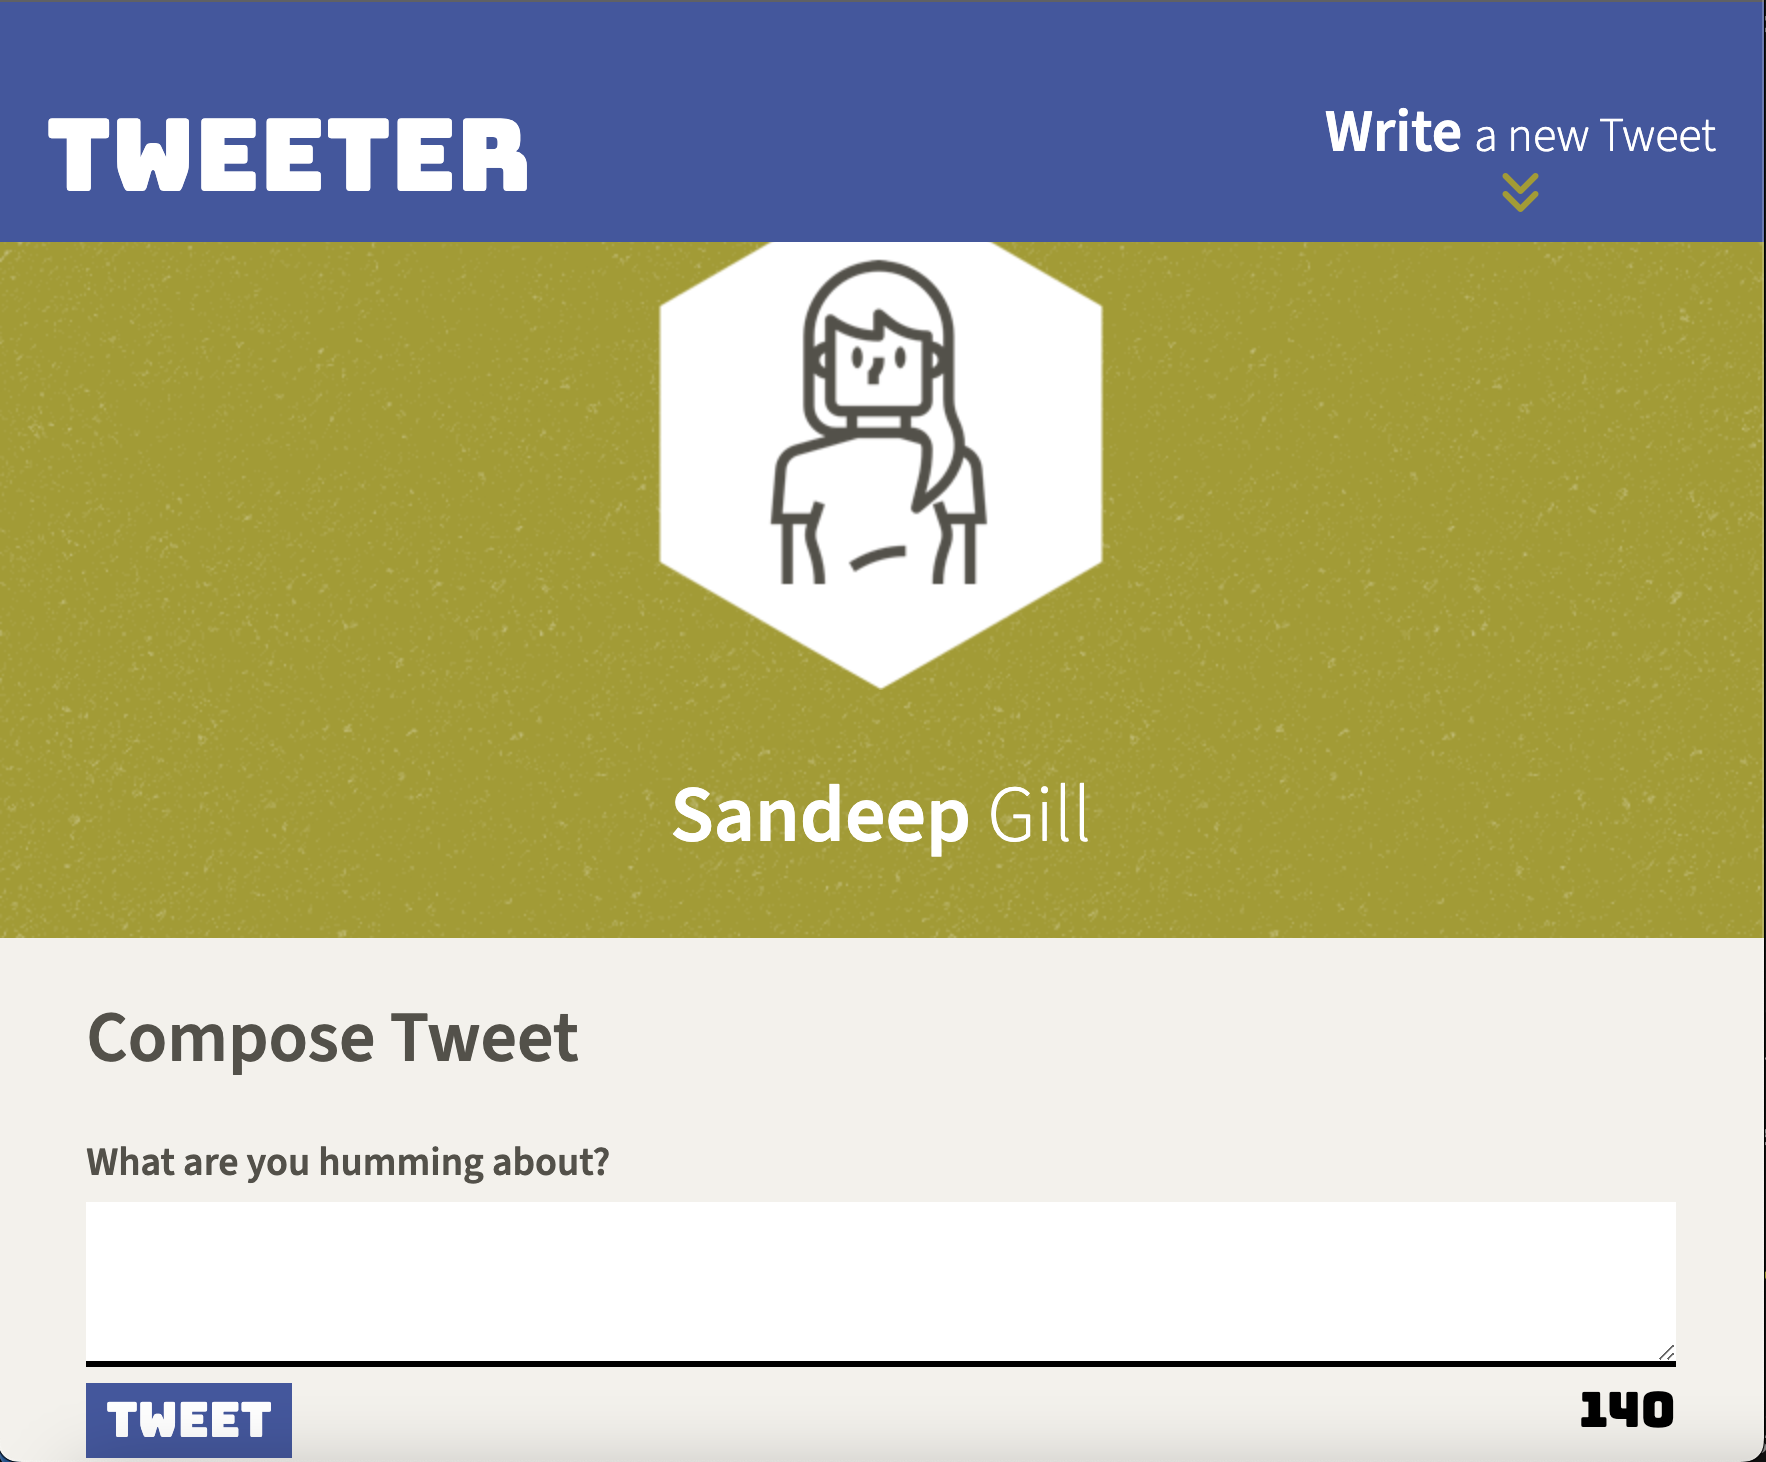 TWEETER
Write a new Tweet
Sandeep Gill
Compose Tweet
What are you humming about?
TWEET
140